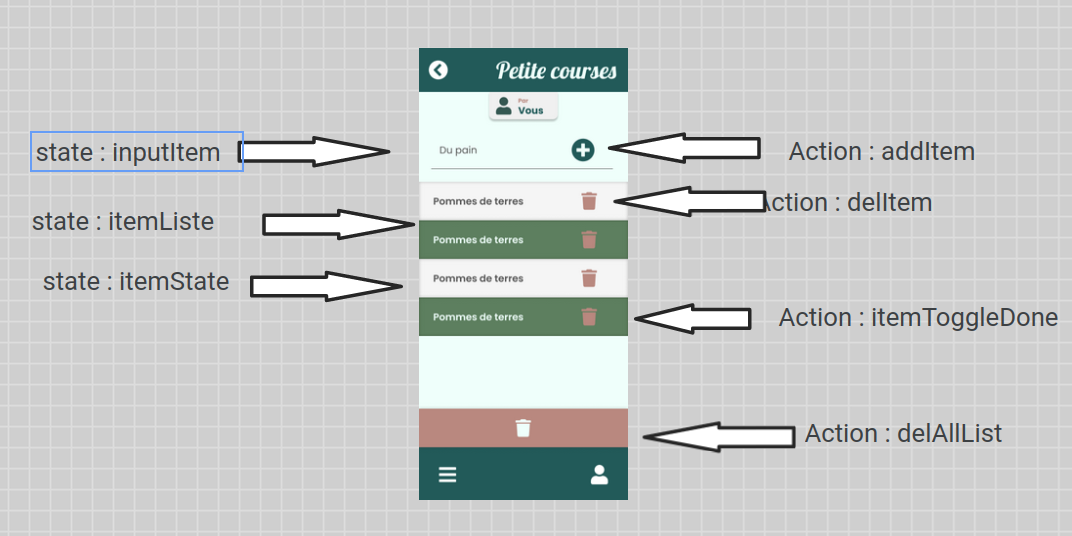 Petite courses
Par
Vous
state : inputItem
Du pain
Action : addItem
Pommes de terres
Action : delItem
state : itemListe
Pommes de terres
state : itemState
Pommes de terres
Pommes de terres
Action : itemToggleDone
Action : delAllList